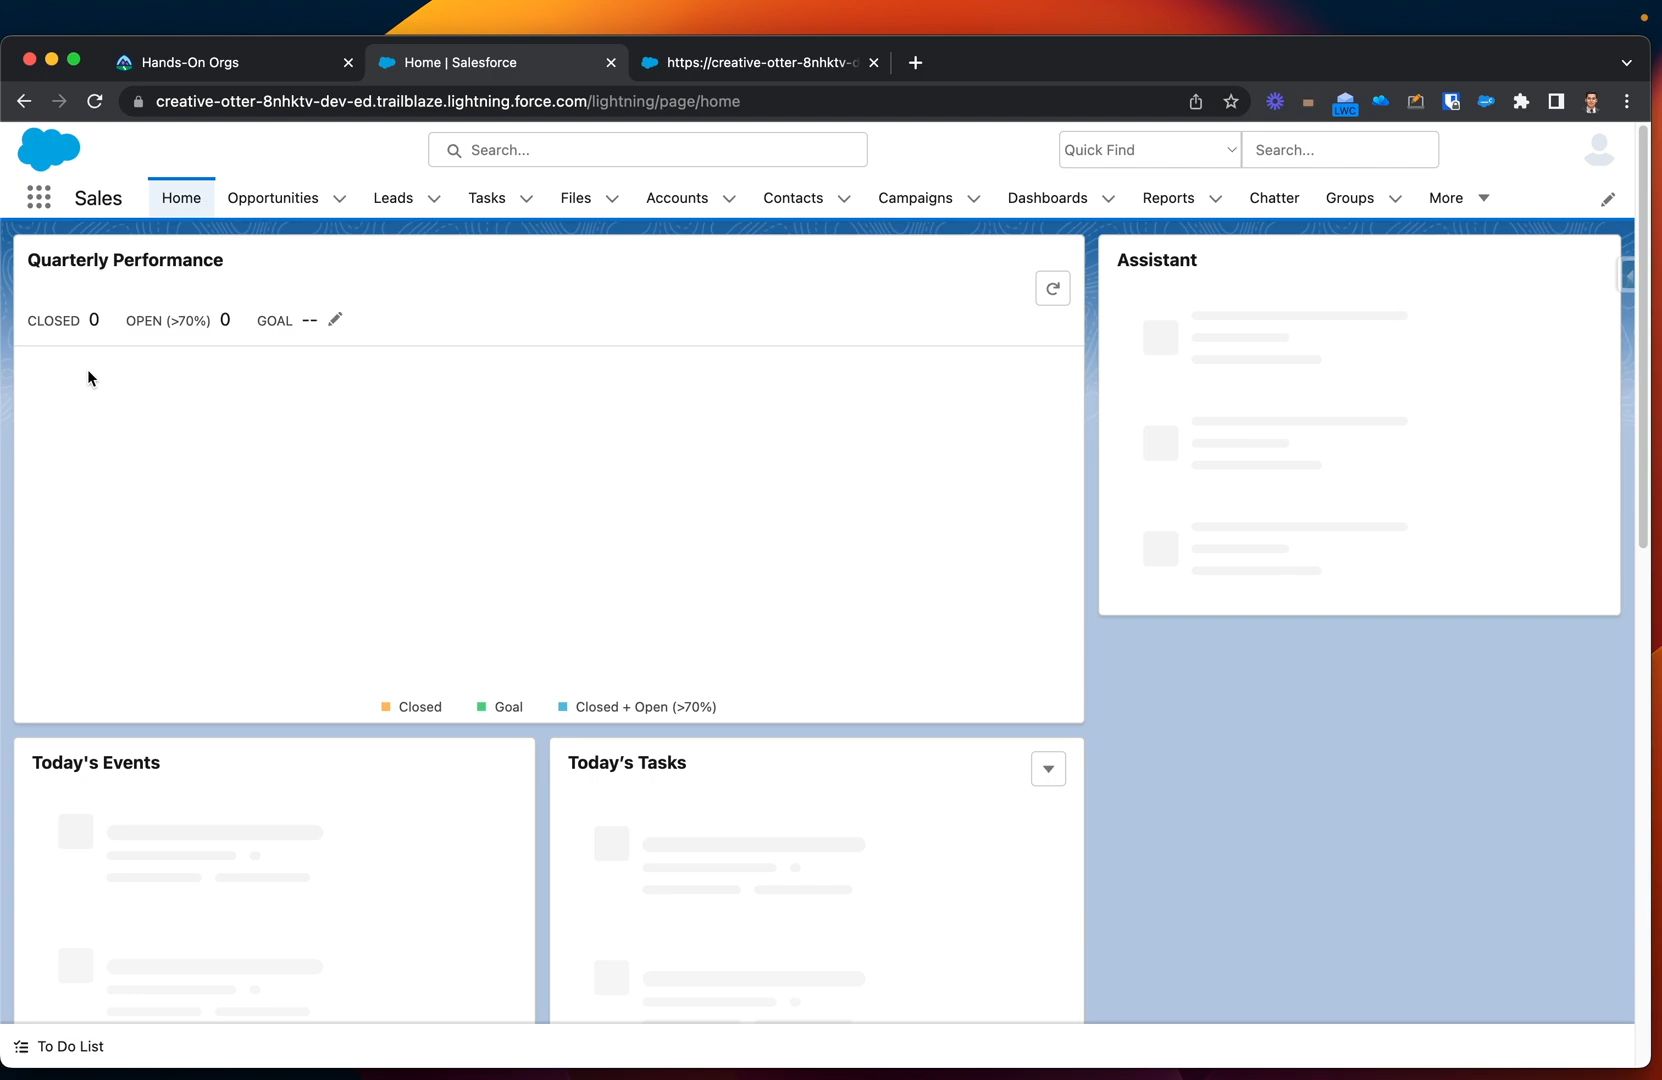 Hands-On Orgs
Home | Salesforce
https://creative-otter-8nhktv-d
creative-otter-8nhktv-dev-ed.trailblaze.lightning.force.com/lightning/page/home
LWC
Search...
Quick Find
Search...
Sales
Home
Opportunities
Leads
Tasks
Files
Accounts
Contacts
Campaigns
Dashboards
Reports
Chatter
Groups
More
Quarterly Performance
CLOSED 0 OPEN (>70%) 0 GOAL --
Closed
Goal
Closed + Open (>70%)
Assistant
Today's Events
Today's Tasks
To Do List